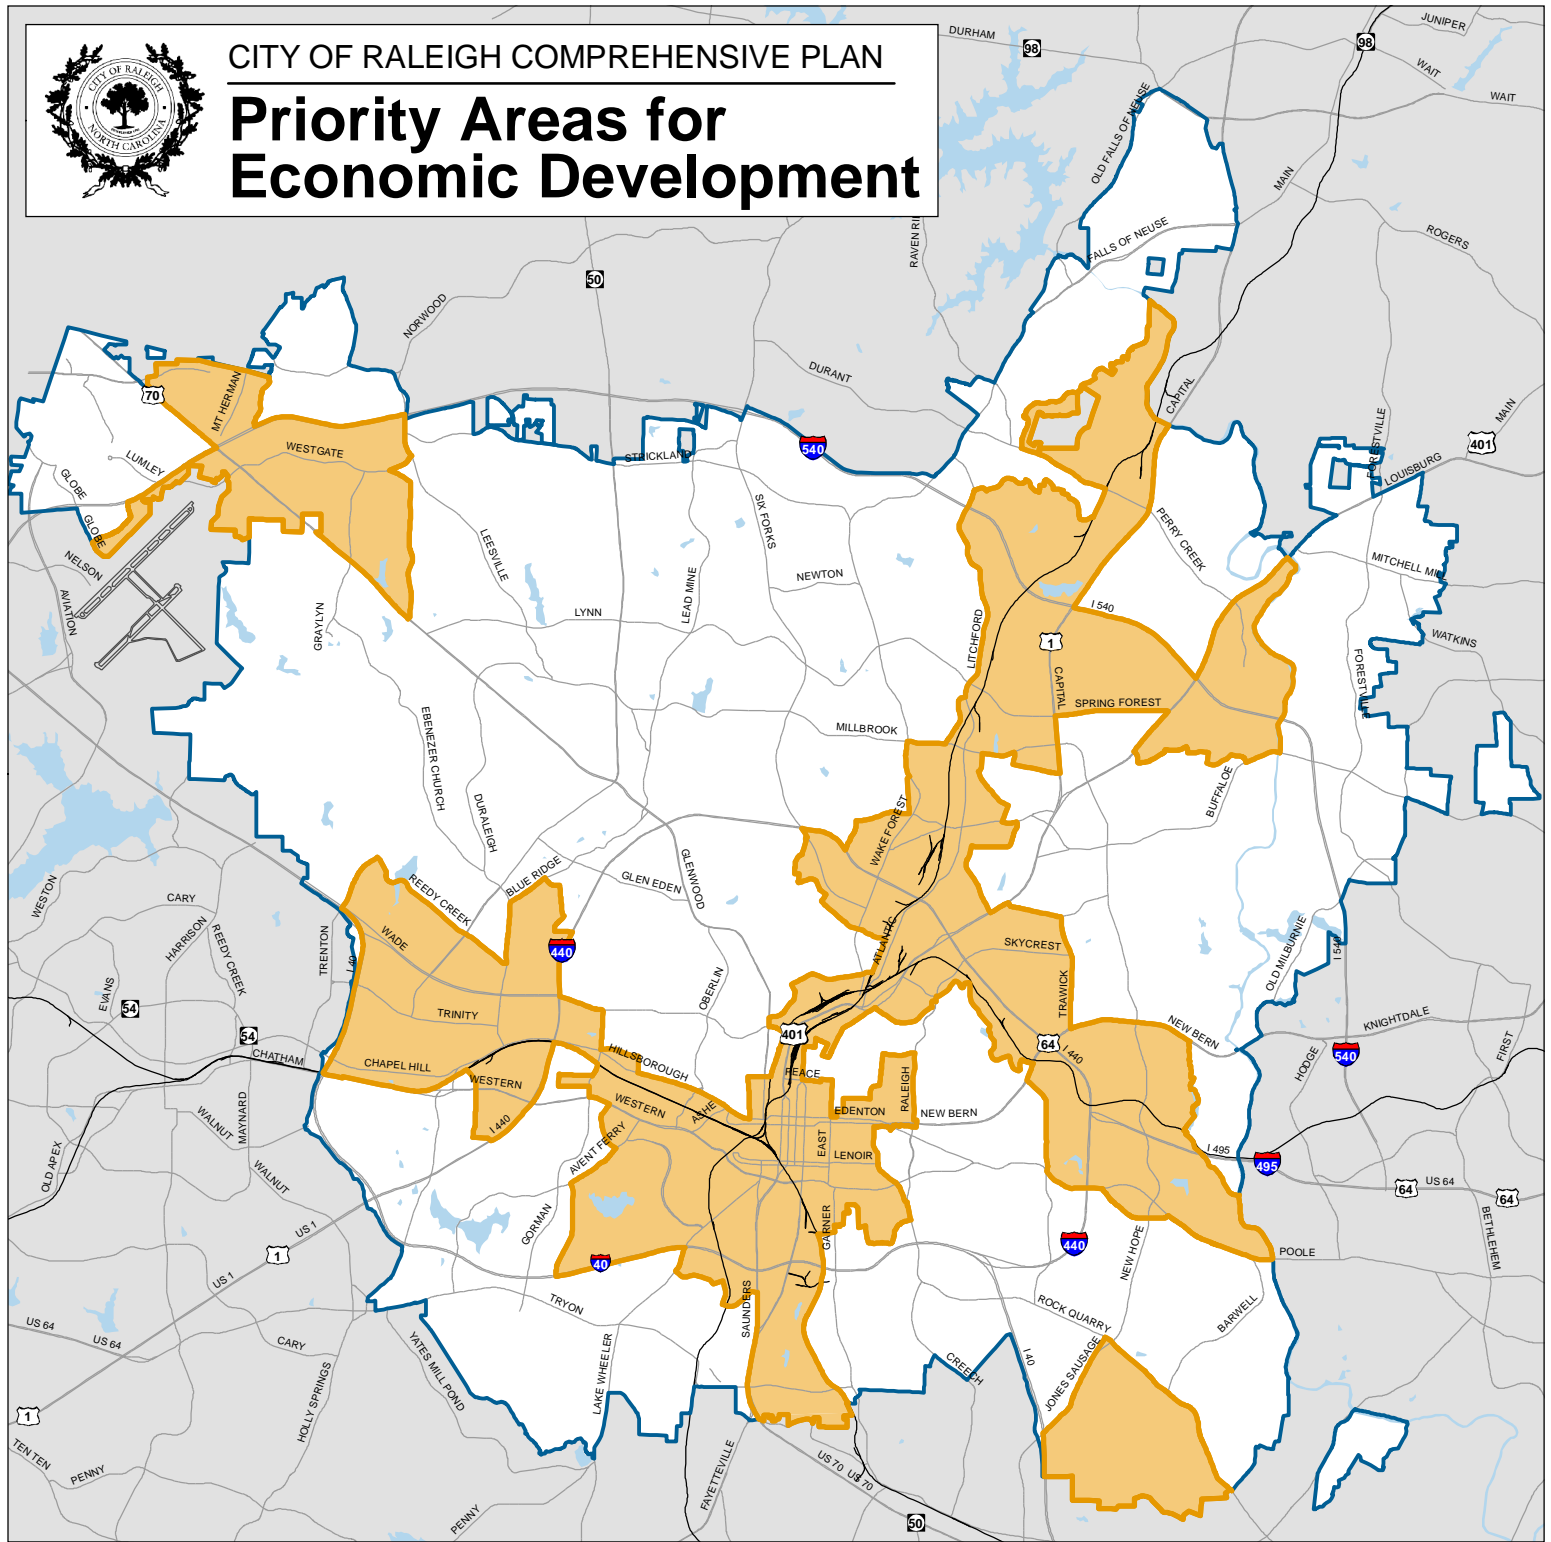 CITY OF RALEIGH COMPREHENSIVE PLAN
Priority Areas for
Economic Development
CITY OF RALEIGH
NORTH CAROLINA
DURHAM
98
98
JUNIPER
WAIT
WAIT
OLD FALLS OF NEUSE
MAIN
ROGERS
FALLS OF NEUSE
50
NORWOOD
DURANT
CAPITAL
70
MT HERMAN
WESTGATE
LUMLEY
GLOBE
GLOBE
NELSON
AVIATION
STRICKLAND
540
SIX FORKS
LEESVILLE
LEAD MINE
NEWTON
LYNN
GRAYLYN
FORESTVILLE
MAIN
401
LOUISBURG
PERRY CREEK
MITCHELL MILL
WATKINS
I 540
1
LITCHFORD
CAPITAL
SPRING FOREST
FORESTVILLE
MILLBROOK
EBENEZER CHURCH
DURALEIGH
BUFFALOE
WAKE FOREST
BLUE RIDGE
GLEN EDEN
GLENWOOD
REEDY CREEK
WESTON
CARY
HARRISON
REEDY CREEK
TRENTON
I 40
WADE
440
ATLANTIC
SKYCREST
TRAWICK
OLD MILBURNIE
I 540
EVANS
54
54
TRINITY
OBERLIN
401
64
I 440
NEW BERN
KNIGHTDALE
540
HODGE
FIRST
CHATHAM
CHAPEL HILL
WESTERN
HILLSBOROUGH
PEACE
RALEIGH
WESTERN
ASHE
EDENTON
NEW BERN
WALNUT
MAYNARD
I 440
AVENT FERRY
EAST
LENOIR
I 495
495
OLD APEX
WALNUT
64
US 64
64
GORMAN
GARNER
BETHLEHEM
US 1
1
40
440
NEW HOPE
POOLE
US 1
TRYON
SAUNDERS
ROCK QUARRY
BARWELL
US 64
US 64
CARY
YATES MILL POND
LAKE WHEELER
CREECH
I 40
JONES SAUSAGE
HOLLY SPRINGS
1
TEN TEN
PENNY
FAYETTEVILLE
US 70
US 70
PENNY
50